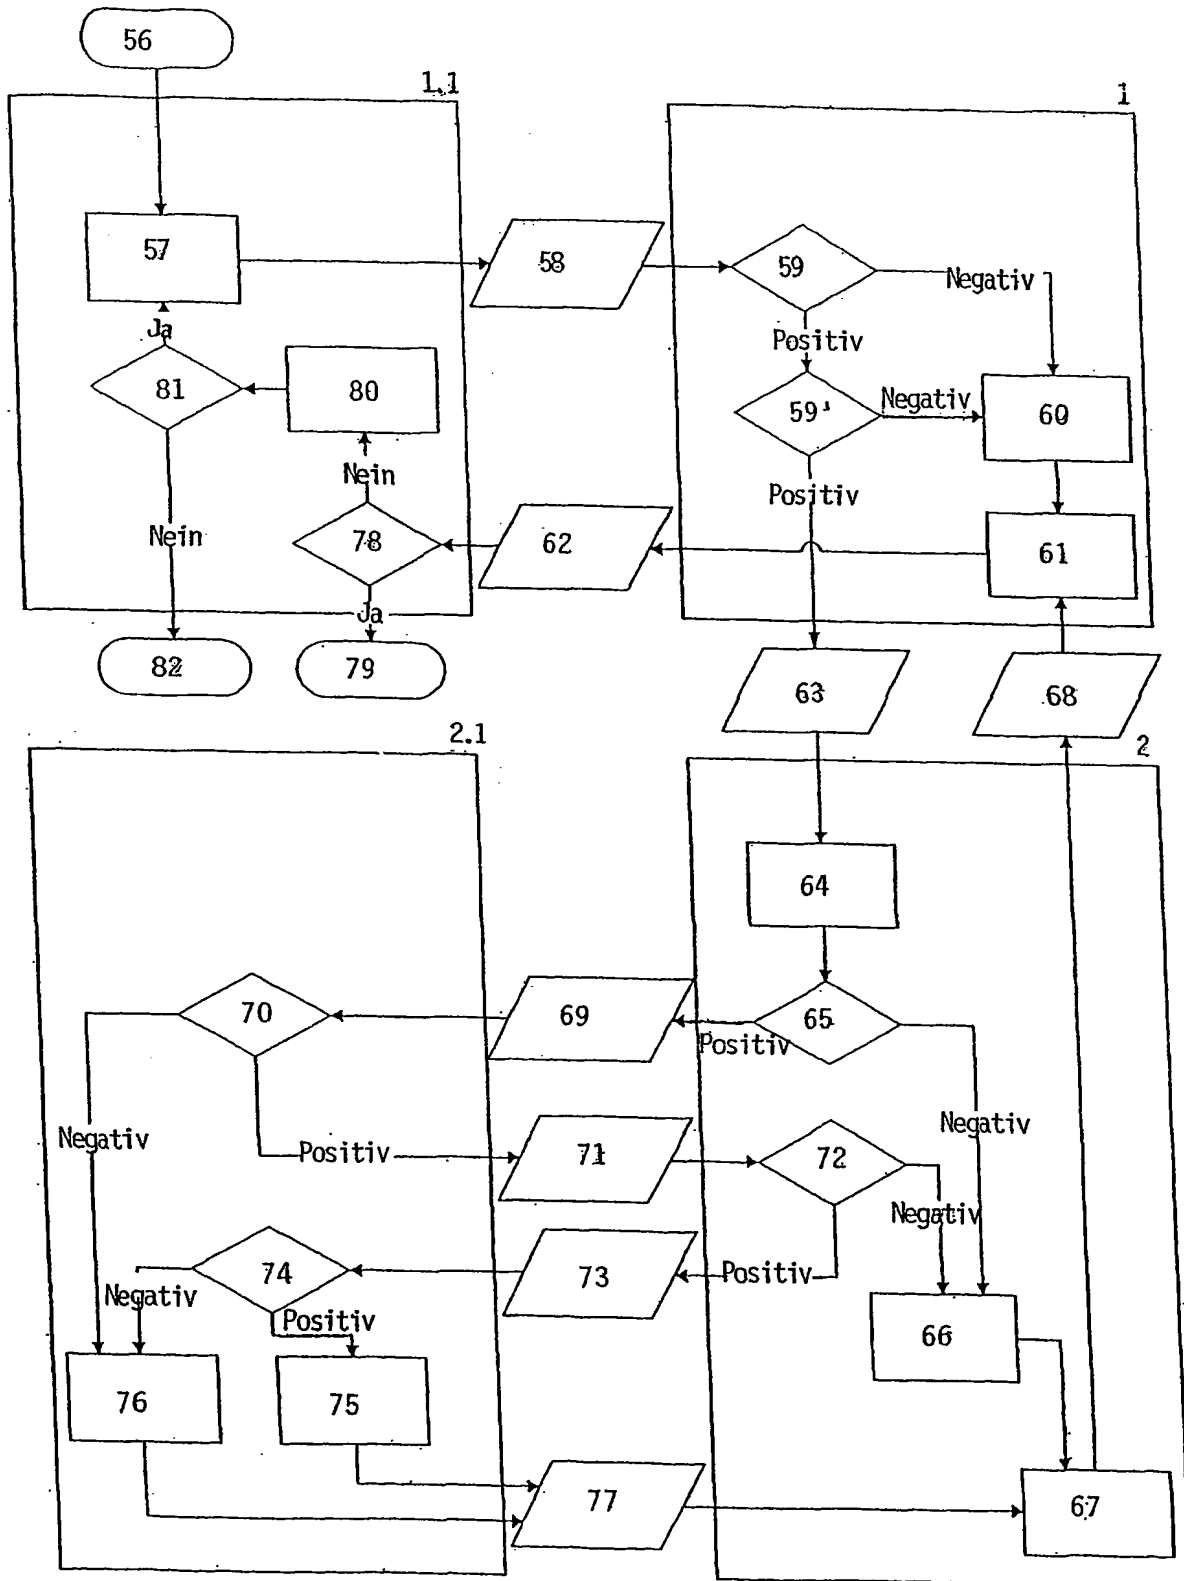 56
1.1
1
57
58
59
Negativ
Ja
Positiv
81
80
59'
Negativ
60
Nein
Positiv
Nein
78
62
61
Ja
82
79
63
68
2.1
2
64
70
69
65
Positiv
Negativ
Negativ
Positiv
71
72
Negativ
74
73
Positiv
Negativ
Positiv
66
76
75
77
67